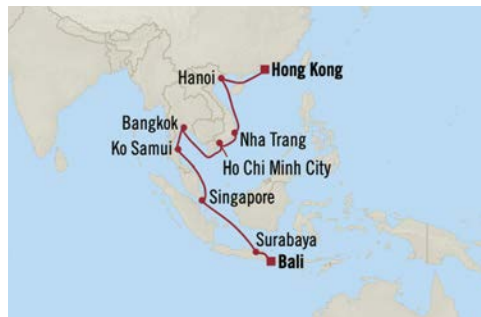 Hong Kong
Hanoi
Bangkok
Nha Trang
Ko Samui
Ho Chi Minh City
Singapore
Surabaya
Bali